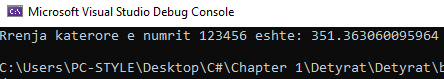 Microsoft Visual Studio Debug Console
Rrenja katerore e numrit 123456 eshte: 351.363060095964
C:\Users\PC-STYLE\Desktop\C#\Chapter 1\Detyrat\Detyrat\b